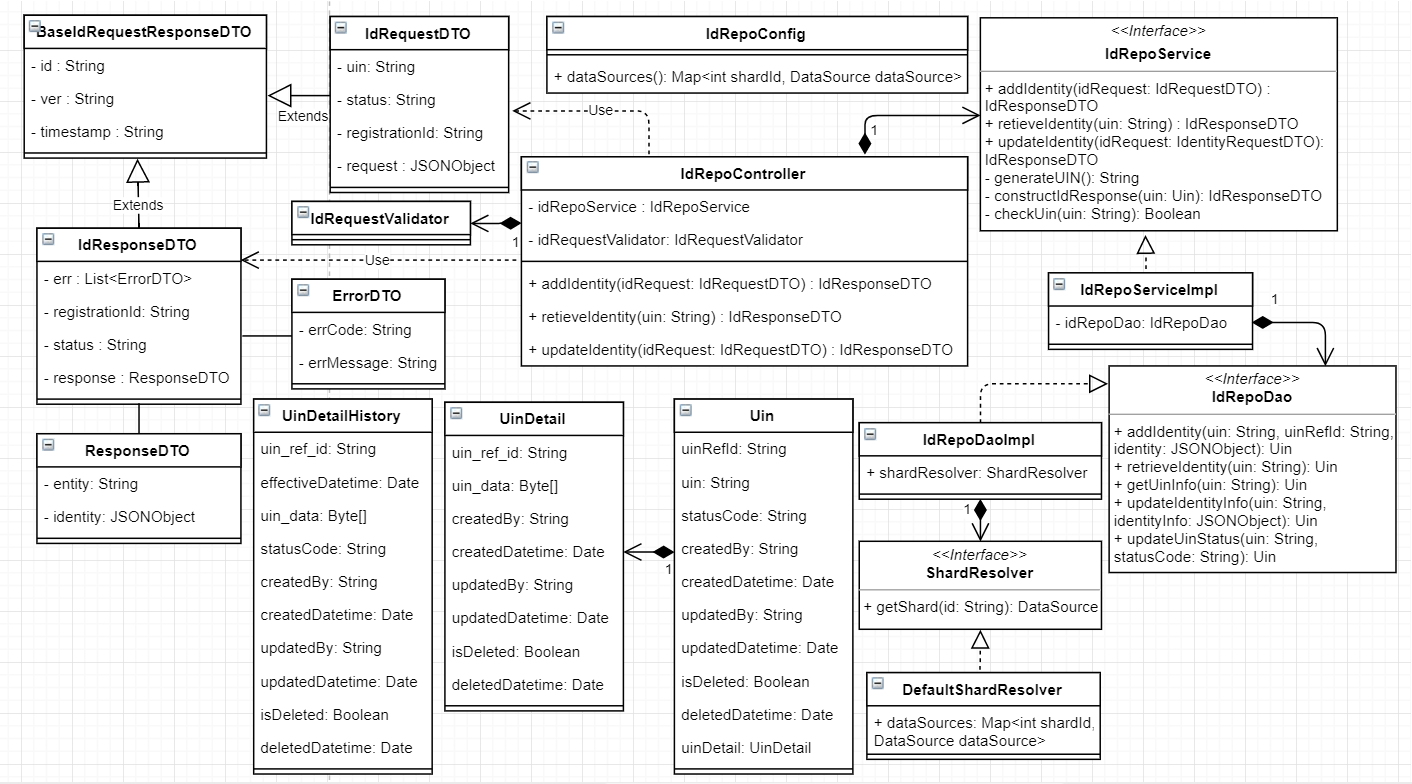 BaseIdRequestResponseDTO
- id : String
- ver : String
- timestamp : String
Extends
IdRequestDTO
- uin: String
- status: String
- registrationId: String
- request : JSONObject
IdRepoConfig
+ dataSources(): Map<int shardId, DataSource dataSource>
Use
1
<<Interface>>
IdRepoService
+ addIdentity(idRequest: IdRequestDTO) :
IdResponseDTO
+ retieveIdentity(uin: String) : IdResponseDTO
+ updateIdentity(idRequest: IdentityRequestDTO):
IdResponseDTO
- generateUIN(): String
- constructIdResponse(uin: Uin): IdResponseDTO
- checkUin(uin: String): Boolean
Extends
IdRequestValidator
1
IdRepoController
- idRepoService : IdRepoService
- idRequestValidator: IdRequestValidator
+ addIdentity(idRequest: IdRequestDTO) : IdResponseDTO
+ retieveIdentity(uin: String) : IdResponseDTO
+ updateIdentity(idRequest: IdRequestDTO) : IdResponseDTO
Use
IdResponseDTO
- err : List<ErrorDTO>
- registrationId: String
- status : String
- response : ResponseDTO
ErrorDTO
- errCode: String
- errMessage: String
IdRepoServiceImpl
- idRepoDao: IdRepoDao
1
<<Interface>>
IdRepoDao
+ addIdentity(uin: String, uinRefId: String,
identity: JSONObject): Uin
+ retrieveIdentity(uin: String): Uin
+ getUinInfo(uin: String): Uin
+ updateIdentityInfo(uin: String,
identityInfo: JSONObject): Uin
+ updateUinStatus(uin: String,
statusCode: String): Uin
ResponseDTO
- entity: String
- identity: JSONObject
UinDetailHistory
uin_ref_id: String
effectiveDatetime: Date
uin_data: Byte[]
statusCode: String
createdBy: String
createdDatetime: Date
updatedBy: String
updatedDatetime: Date
isDeleted: Boolean
deletedDatetime: Date
UinDetail
uin_ref_id: String
uin_data: Byte[]
createdBy: String
createdDatetime: Date
updatedBy: String
updatedDatetime: Date
isDeleted: Boolean
deletedDatetime: Date
1
Uin
uinRefId: String
uin: String
statusCode: String
createdBy: String
createdDatetime: Date
updatedBy: String
updatedDatetime: Date
isDeleted: Boolean
deletedDatetime: Date
uinDetail: UinDetail
IdRepoDaoImpl
+ shardResolver: ShardResolver
1
<<Interface>>
ShardResolver
+ getShard(id: String): DataSource
DefaultShardResolver
+ dataSources: Map<int shardId,
DataSource dataSource>